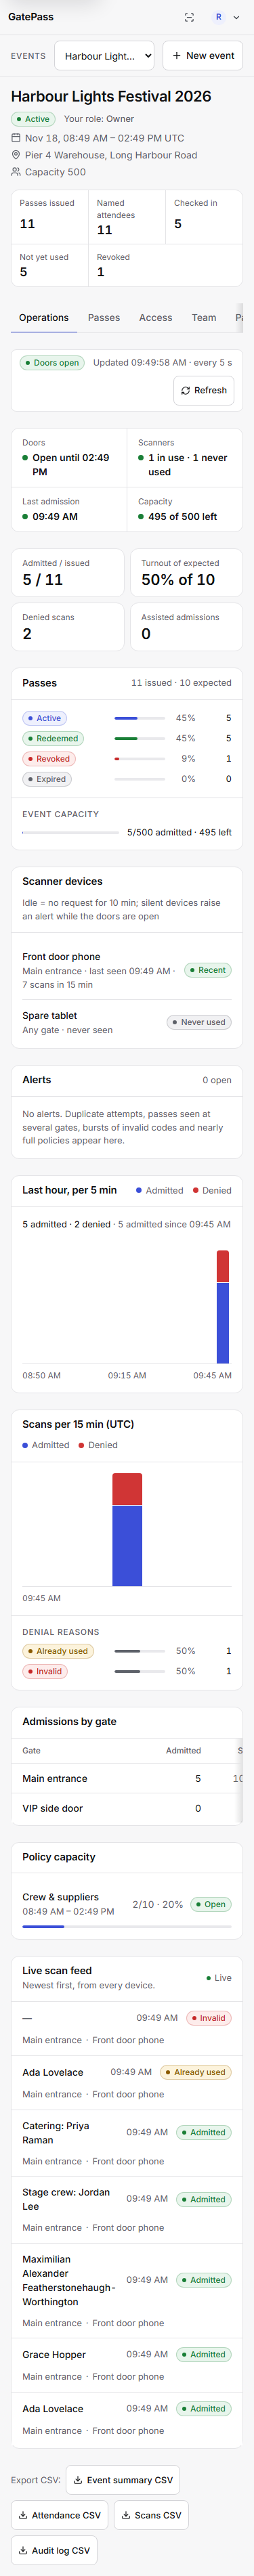 GatePass
R
EVENTS
Harbour Light...
New event
Harbour Lights Festival 2026
Active
Your role: Owner
Nov 18, 08:49 AM – 02:49 PM UTC
Pier 4 Warehouse, Long Harbour Road
Capacity 500
Passes issued
11
Named attendees
11
Checked in
5
Not yet used
5
Revoked
1
Operations
Passes
Access
Team
Pa
Doors open
Updated 09:49:58 AM · every 5 s
Refresh
Doors
Open until 02:49 PM
Scanners
1 in use · 1 never used
Last admission
09:49 AM
Capacity
495 of 500 left
Admitted / issued
5 / 11
Turnout of expected
50% of 10
Denied scans
2
Assisted admissions
0
Passes
11 issued · 10 expected
Active 45% 5
Redeemed 45% 5
Revoked 9% 1
Expired 0% 0
EVENT CAPACITY
5/500 admitted · 495 left
Scanner devices
Idle = no request for 10 min; silent devices raise
an alert while the doors are open
Front door phone
Main entrance · last seen 09:49 AM ·
7 scans in 15 min
Recent
Spare tablet
Any gate · never seen
Never used
Alerts
0 open
No alerts. Duplicate attempts, passes seen at
several gates, bursts of invalid codes and nearly
full policies appear here.
Last hour, per 5 min
Admitted
Denied
5 admitted · 2 denied · 5 admitted since 09:45 AM
08:50 AM
09:15 AM
09:45 AM
Scans per 15 min (UTC)
Admitted
Denied
09:45 AM
DENIAL REASONS
Already used 50% 1
Invalid 50% 1
Admissions by gate
Gate Admitted S
Main entrance 5 10
VIP side door 0
Policy capacity
Crew & suppliers
08:49 AM – 02:49 PM
2/10 · 20%
Open
Live scan feed
Newest first, from every device.
Live
— 09:49 AM Invalid
Main entrance · Front door phone
Ada Lovelace 09:49 AM Already used
Main entrance · Front door phone
Catering: Priya
Raman
09:49 AM Admitted
Main entrance · Front door phone
Stage crew: Jordan
Lee
09:49 AM Admitted
Main entrance · Front door phone
Maximilian
Alexander
Featherstonehaugh-
Worthington
09:49 AM Admitted
Main entrance · Front door phone
Grace Hopper 09:49 AM Admitted
Main entrance · Front door phone
Ada Lovelace 09:49 AM Admitted
Main entrance · Front door phone
Export CSV:
Event summary CSV
Attendance CSV
Scans CSV
Audit log CSV